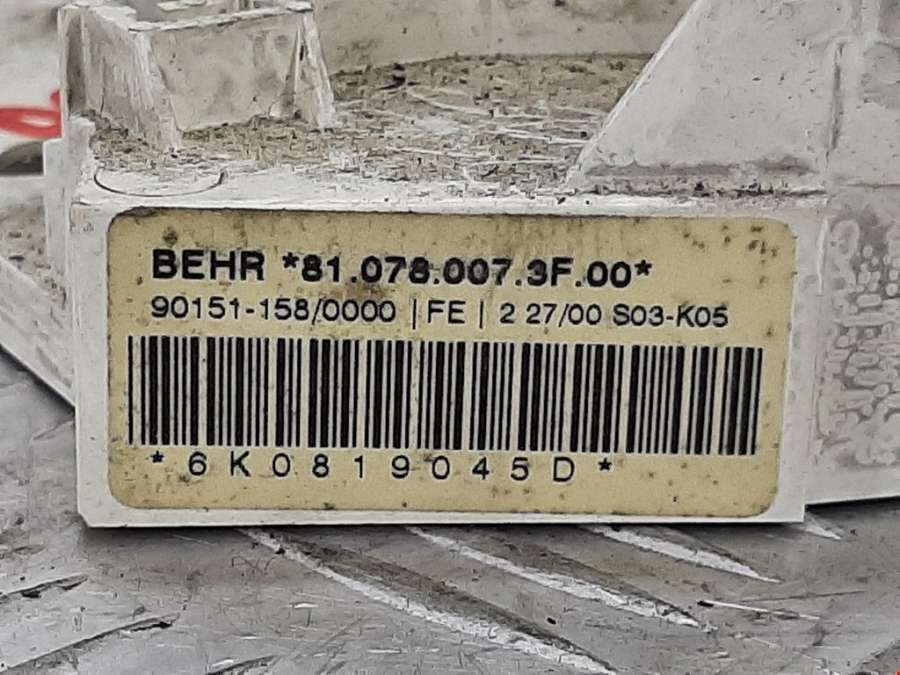 BEHR *81.078.007.3F.00*
90151-158/0000 | FE | 2 27/00 S03-K05
*6K0819045D*